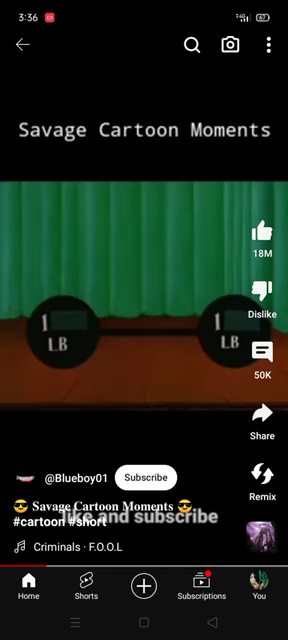 3:36
67
Savage Cartoon Moments
1
LB
1
LB
18M
Dislike
50K
Share
Remix
@Blueboy01
Subscribe
😎 Savage Cartoon Moments 😎
#cartoon #short
like and subscribe
Criminals · F.O.O.L
Home
Shorts
Subscriptions
You